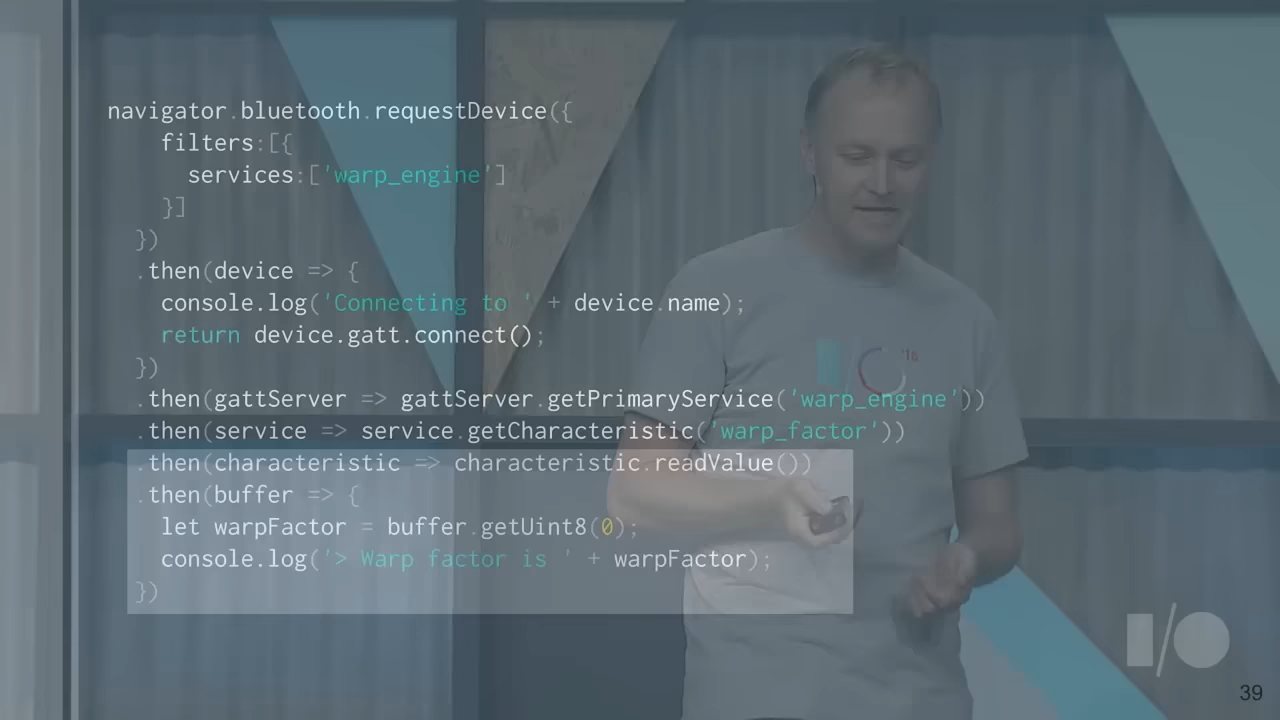 navigator.bluetooth.requestDevice({
filters:[{
services:['warp_engine']
}]
})
.then(device => {
console.log('Connecting to ' + device.name);
return device.gatt.connect();
})
.then(gattServer => gattServer.getPrimaryService('warp_engine'))
.then(service => service.getCharacteristic('warp_factor'))
.then(characteristic => characteristic.readValue())
.then(buffer => {
let warpFactor = buffer.getUint8(0);
console.log('> Warp factor is ' + warpFactor);
})
I/O '16
I/O
39